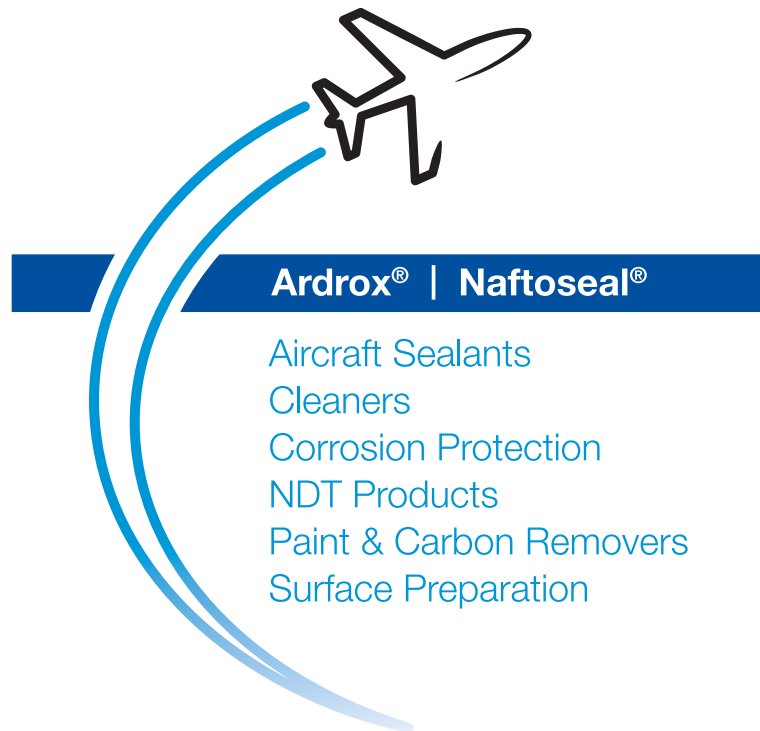 Ardrox® | Naftoseal®
Aircraft Sealants
Cleaners
Corrosion Protection
NDT Products
Paint & Carbon Removers
Surface Preparation